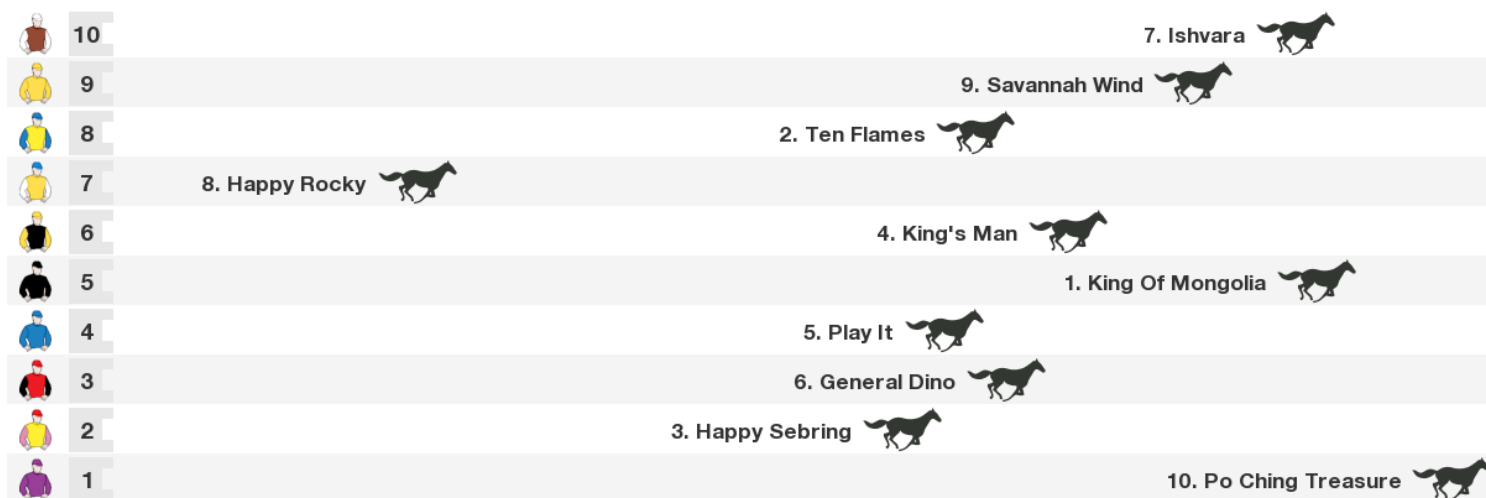 10 7. Ishvara
9 9. Savannah Wind
8 2. Ten Flames
7 8. Happy Rocky
6 4. King's Man
5 1. King Of Mongolia
4 5. Play It
3 6. General Dino
2 3. Happy Sebring
1 10. Po Ching Treasure